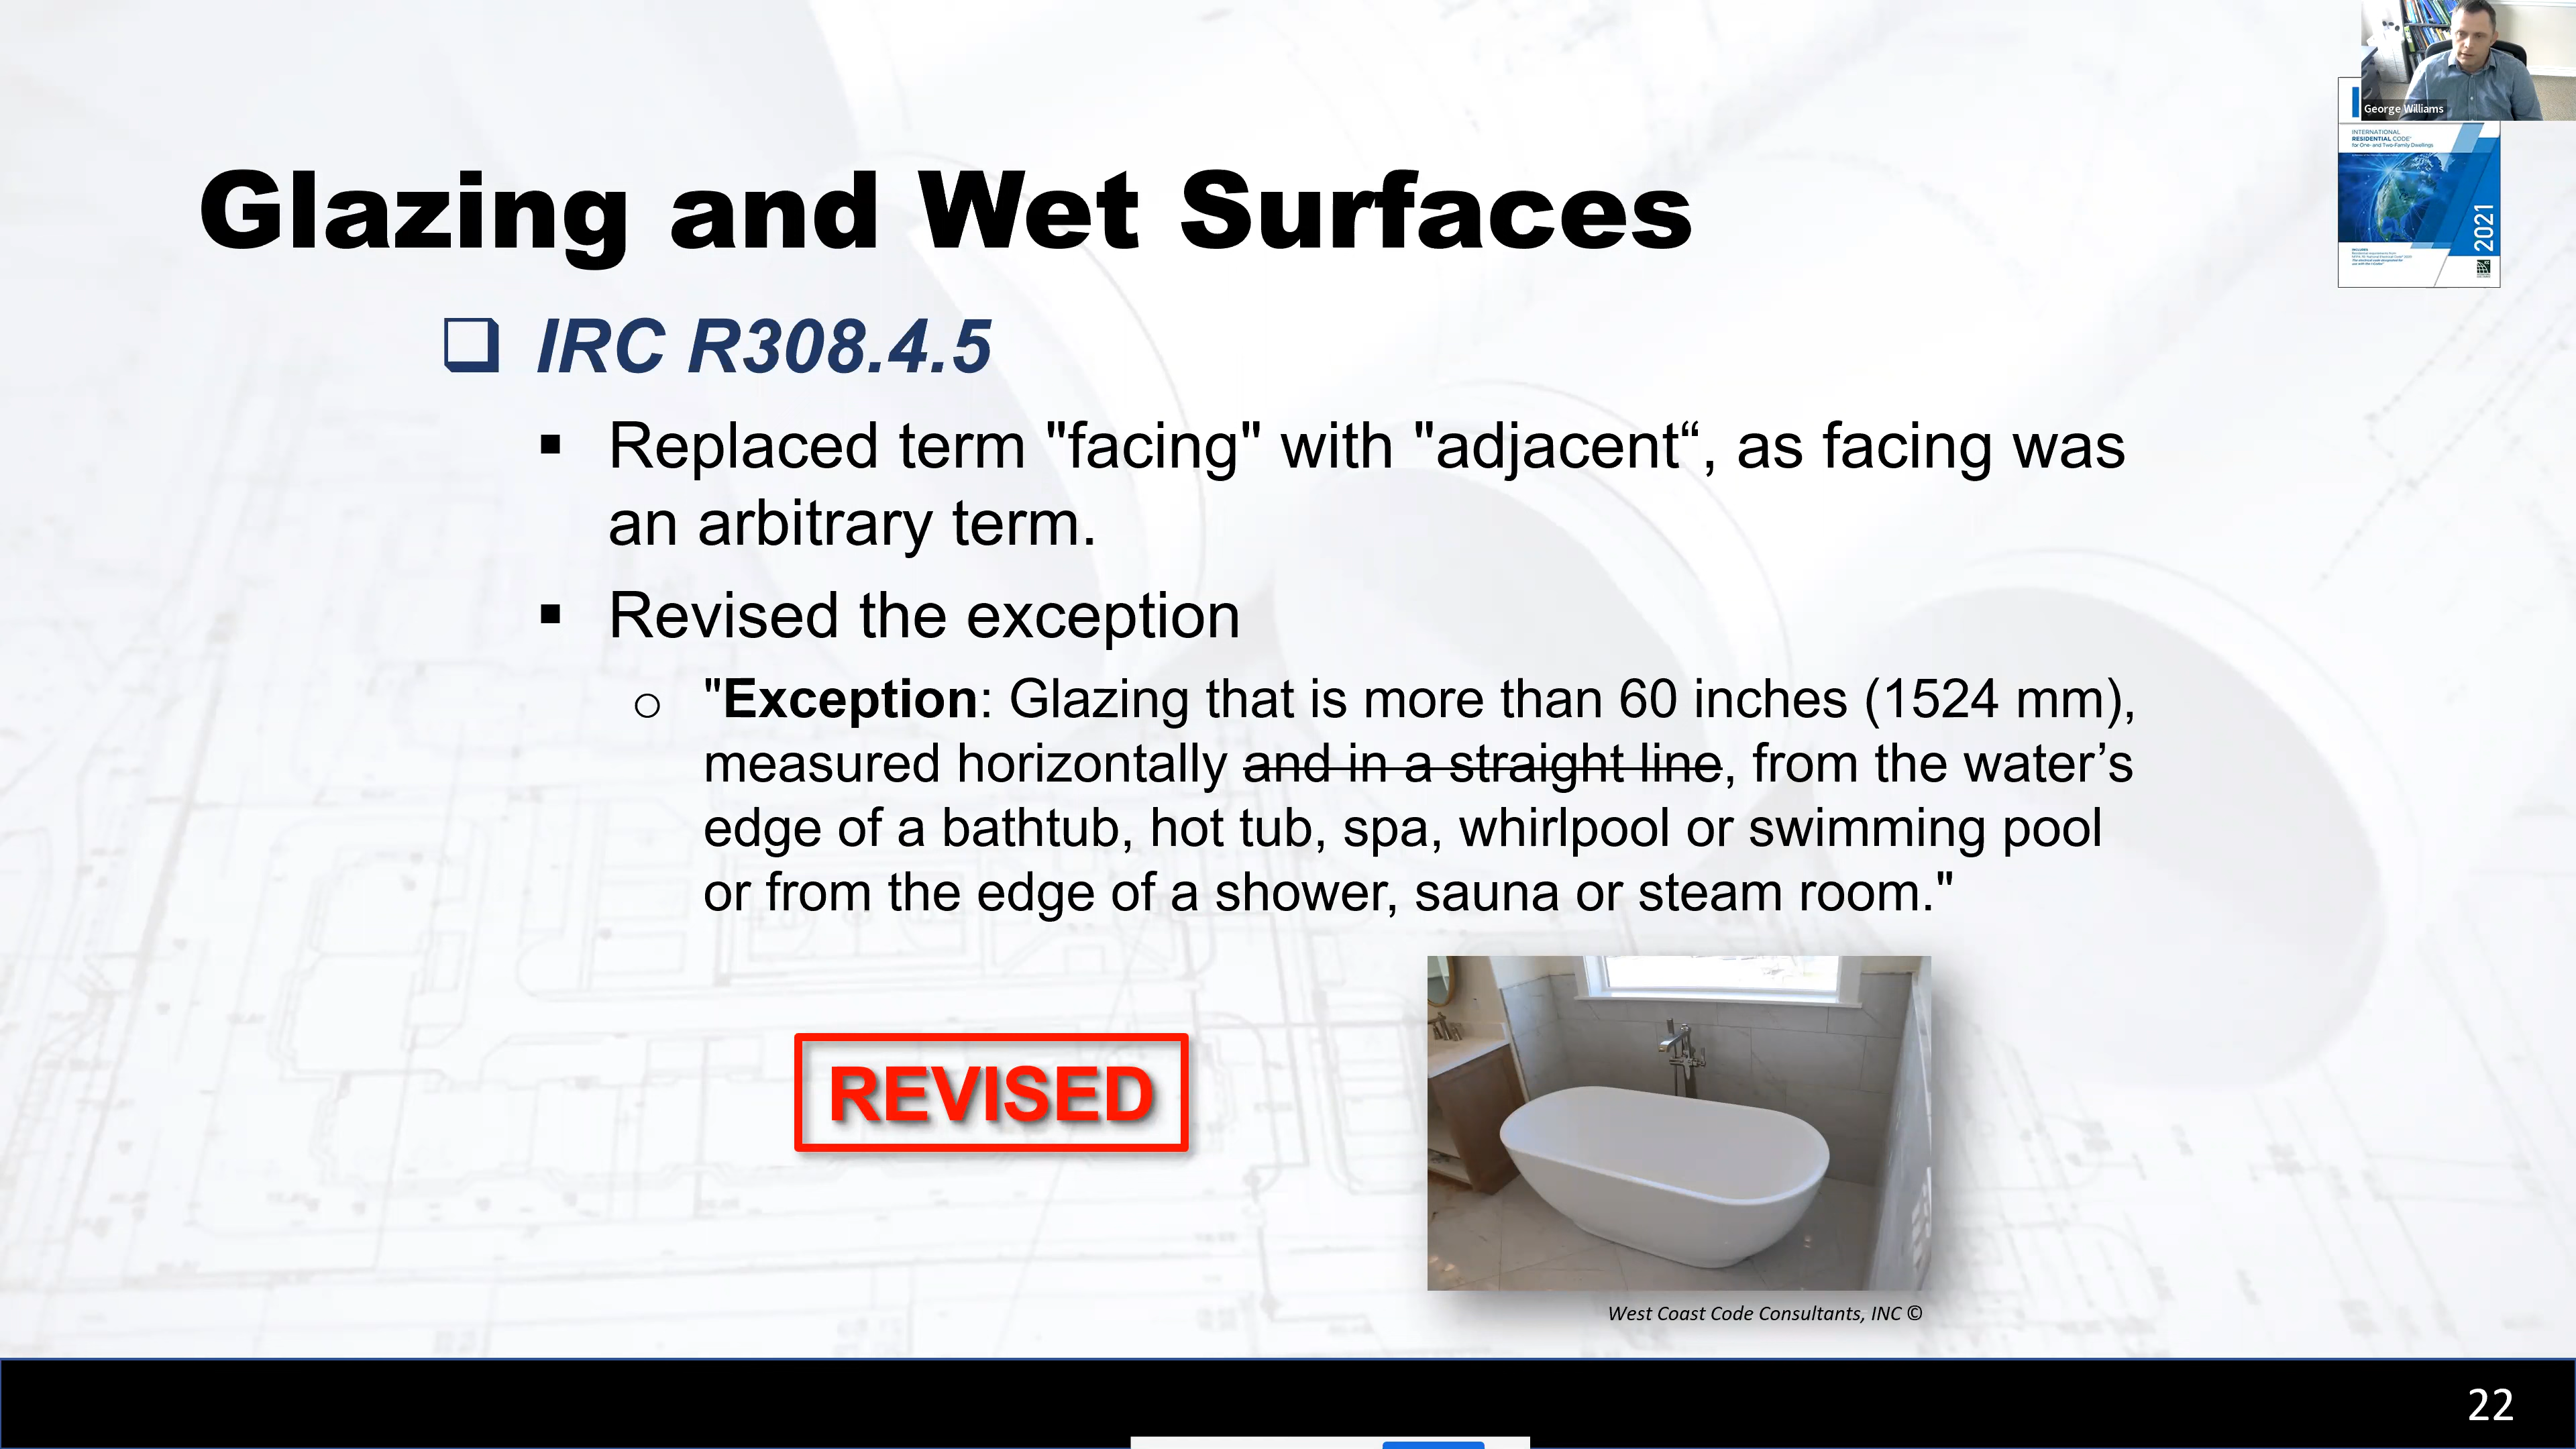 George Williams
INTERNATIONAL
RESIDENTIAL CODE®
for One- and Two-Family Dwellings
2021
Glazing and Wet Surfaces
IRC R308.4.5
Replaced term "facing" with "adjacent“, as facing was
an arbitrary term.
Revised the exception
"Exception: Glazing that is more than 60 inches (1524 mm),
measured horizontally and in a straight line, from the water’s
edge of a bathtub, hot tub, spa, whirlpool or swimming pool
or from the edge of a shower, sauna or steam room."
REVISED
West Coast Code Consultants, INC ©
22